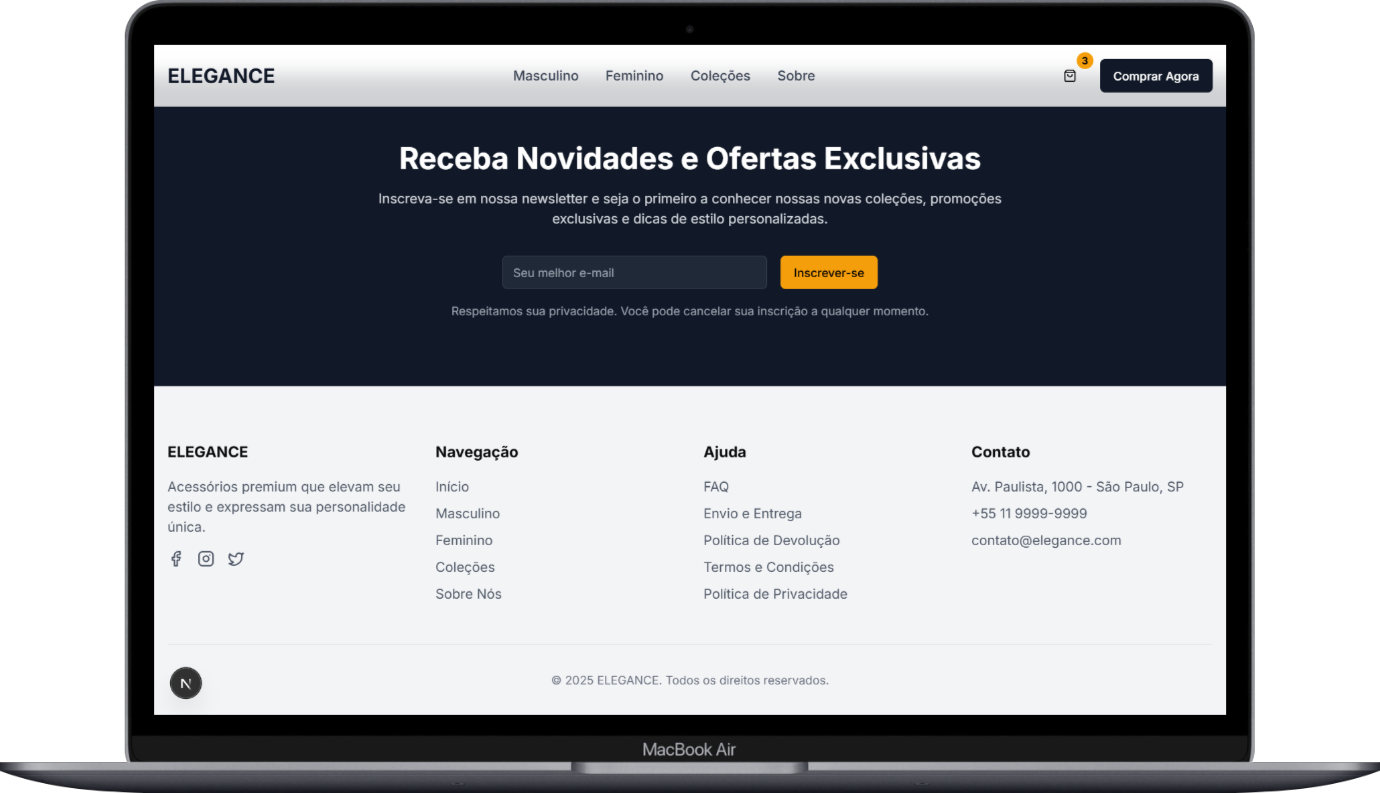 ELEGANCE
Masculino Feminino Coleções Sobre
3
Comprar Agora
Receba Novidades e Ofertas Exclusivas
Inscreva-se em nossa newsletter e seja o primeiro a conhecer nossas novas coleções, promoções
exclusivas e dicas de estilo personalizadas.
Seu melhor e-mail
Inscrever-se
Respeitamos sua privacidade. Você pode cancelar sua inscrição a qualquer momento.
ELEGANCE
Acessórios premium que elevam seu
estilo e expressam sua personalidade
única.
Navegação
Início
Masculino
Feminino
Coleções
Sobre Nós
Ajuda
FAQ
Envio e Entrega
Política de Devolução
Termos e Condições
Política de Privacidade
Contato
Av. Paulista, 1000 - São Paulo, SP
+55 11 9999-9999
contato@elegance.com
N
© 2025 ELEGANCE. Todos os direitos reservados.
MacBook Air